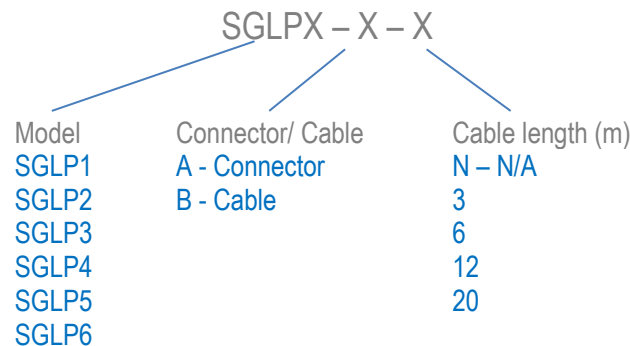 SGLPX – X – X
Model Connector/ Cable Cable length (m)
SGLP1 A - Connector N – N/A
SGLP2 B - Cable 3
SGLP3 6
SGLP4 12
SGLP5 20
SGLP6